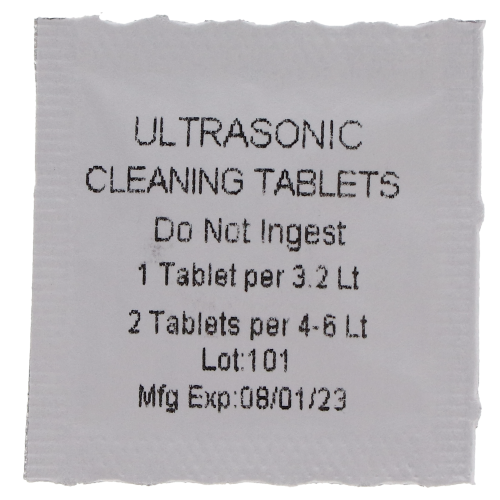 ULTRASONIC
CLEANING TABLETS
Do Not Ingest
1 Tablet per 3.2 Lt
2 Tablets per 4-6 Lt
Lot:101
Mfg Exp:08/01/23